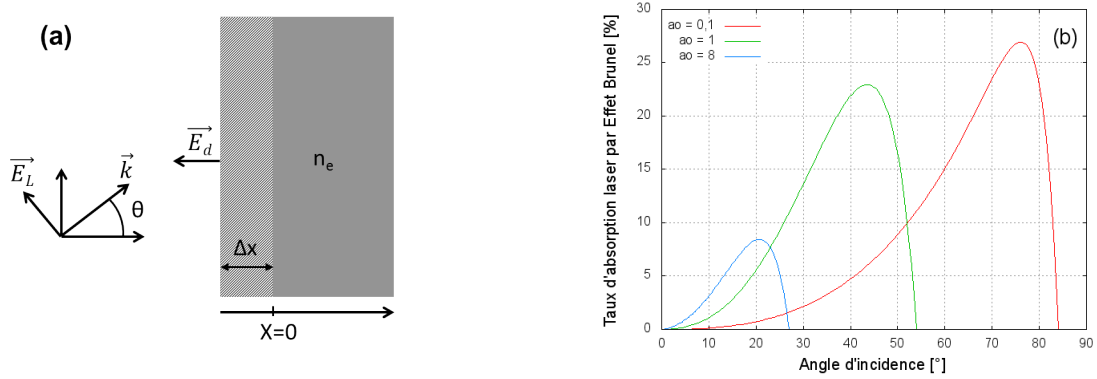 (a)
E_d
n_e
E_L
k
θ
Δx
X=0
Taux d'absorption laser par Effet Brunel [%]
30
25
20
15
10
5
0
ao = 0,1
ao = 1
ao = 8
(b)
0 10 20 30 40 50 60 70 80 90
Angle d'incidence [°]